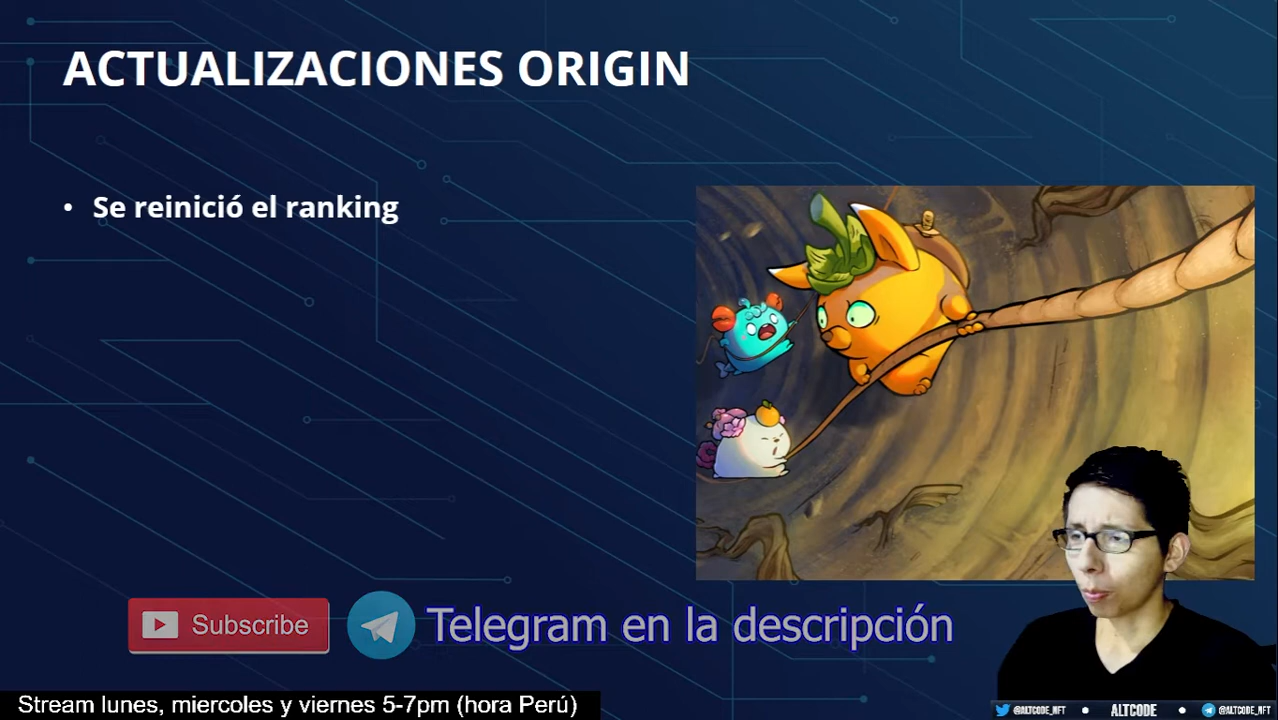 ACTUALIZACIONES ORIGIN
• Se reinició el ranking
Subscribe
Telegram en la descripción
Stream lunes, miercoles y viernes 5-7pm (hora Perú)
@ALTCODE_NFT • ALTCODE • @ALTCODE_NFT